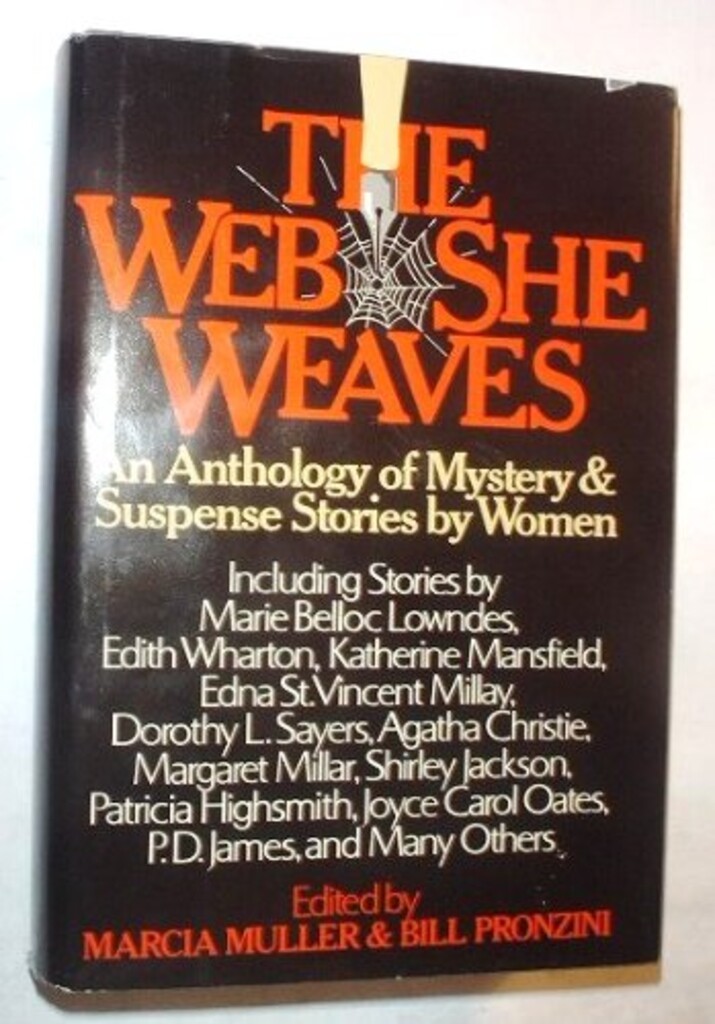 THE
WEB SHE
WEAVES
An Anthology of Mystery &
Suspense Stories by Women
Including Stories by
Marie Belloc Lowndes,
Edith Wharton, Katherine Mansfield,
Edna St. Vincent Millay,
Dorothy L. Sayers, Agatha Christie,
Margaret Millar, Shirley Jackson,
Patricia Highsmith, Joyce Carol Oates,
P.D. James, and Many Others
Edited by
MARCIA MULLER & BILL PRONZINI